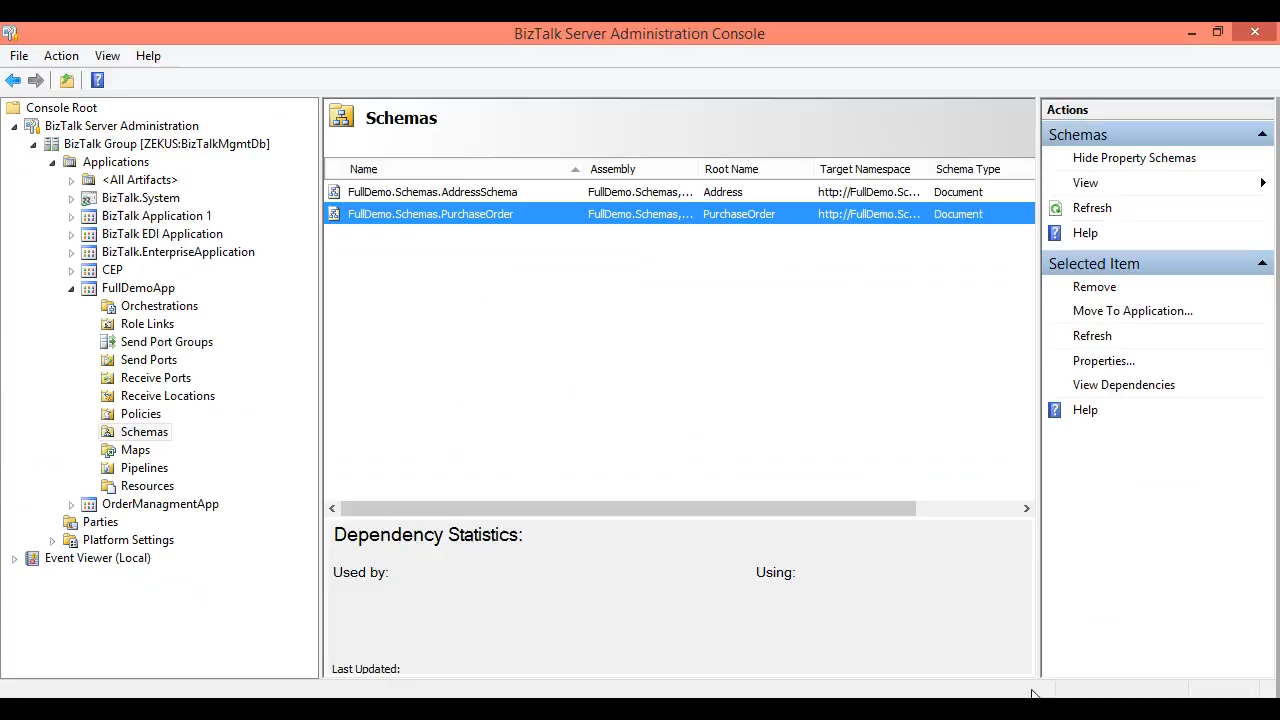 BizTalk Server Administration Console
File Action View Help
Console Root
BizTalk Server Administration
BizTalk Group [ZEKUS:BizTalkMgmtDb]
Applications
<All Artifacts>
BizTalk.System
BizTalk Application 1
BizTalk EDI Application
BizTalk.EnterpriseApplication
CEP
FullDemoApp
Orchestrations
Role Links
Send Port Groups
Send Ports
Receive Ports
Receive Locations
Policies
Schemas
Maps
Pipelines
Resources
OrderManagmentApp
Parties
Platform Settings
Event Viewer (Local)
Schemas
Name Assembly Root Name Target Namespace Schema Type
FullDemo.Schemas.AddressSchema FullDemo.Schemas,... Address http://FullDemo.Sc... Document
FullDemo.Schemas.PurchaseOrder FullDemo.Schemas,... PurchaseOrder http://FullDemo.Sc... Document
Dependency Statistics:
Used by: Using:
Last Updated:
Actions
Schemas
Hide Property Schemas
View
Refresh
Help
Selected Item
Remove
Move To Application...
Refresh
Properties...
View Dependencies
Help